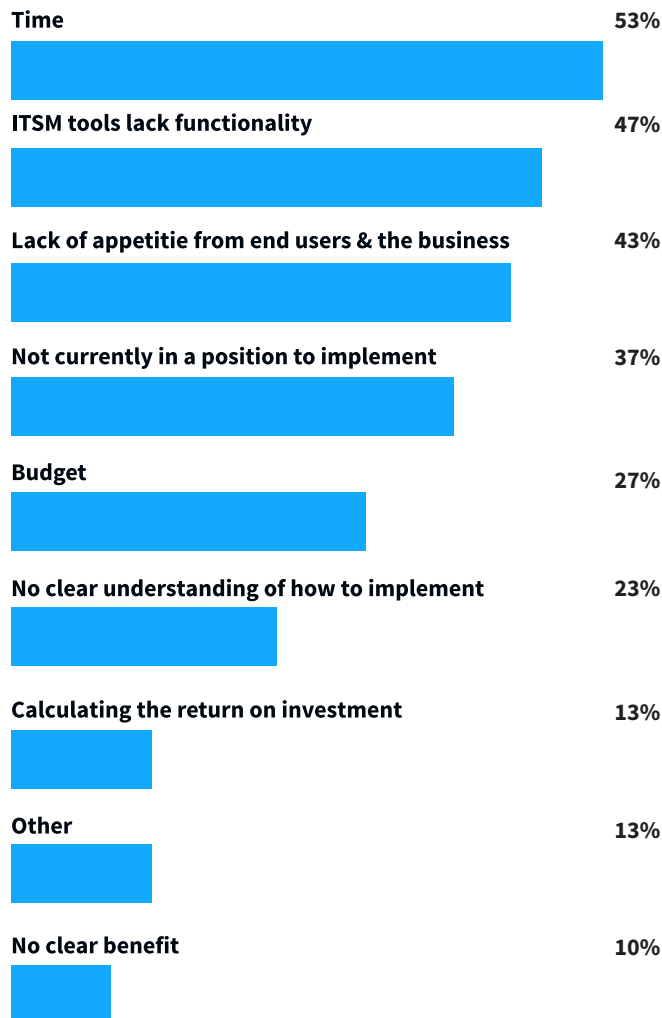 Time 53%
ITSM tools lack functionality 47%
Lack of appetitie from end users & the business 43%
Not currently in a position to implement 37%
Budget 27%
No clear understanding of how to implement 23%
Calculating the return on investment 13%
Other 13%
No clear benefit 10%